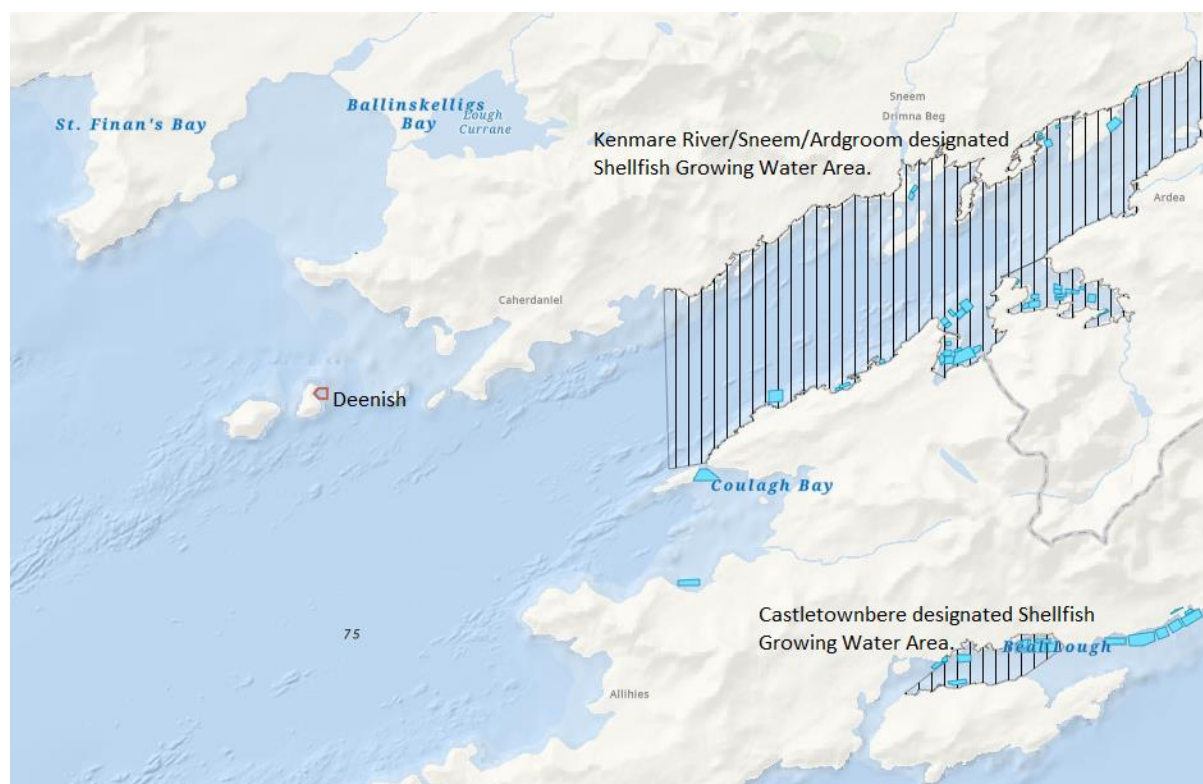 St. Finan's Bay
Ballinskelligs
Bay
Lough
Currane
Sneem
Drimna Beg
Kenmare River/Sneem/Ardgroom designated
Shellfish Growing Water Area.
Ardea
Caherdaniel
Deenish
Coulagh Bay
75
Castletownbere designated Shellfish
Growing Water Area.
Beal Lough
Allihies